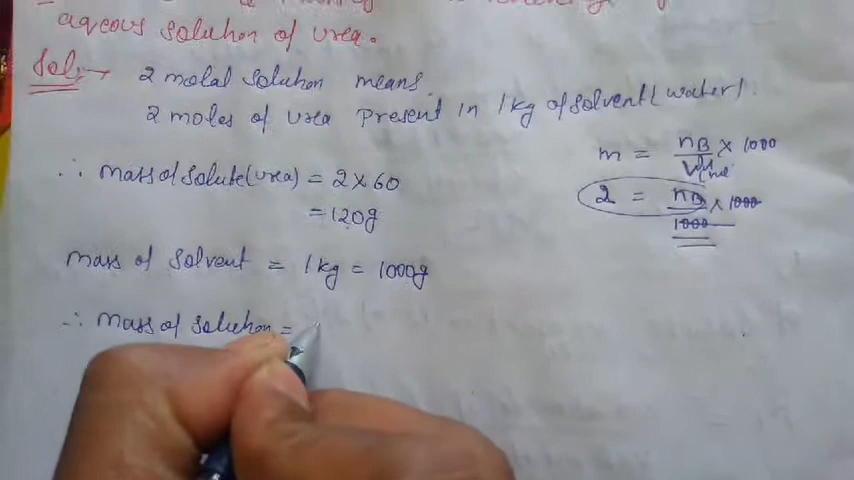 aqeous solution of urea.
Sol:→ 2 molal solution means.
2 moles of urea present in 1kg of solvent (water).
∴ mass of solute(urea) = 2 × 60
= 120g
mass of solvent = 1kg = 1000g
∴ mass of solution =
m = nB × 1000
2 = nB × 1000
1000